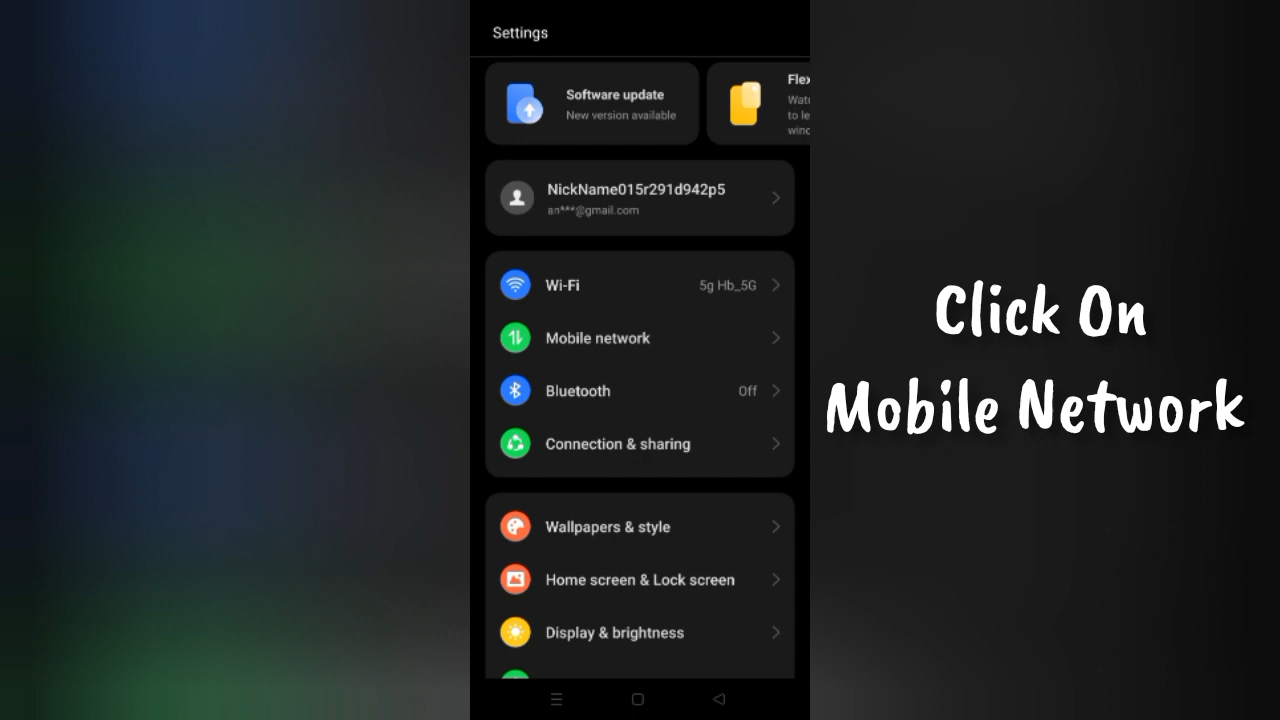 Settings
Software update
New version available
Flex
Wat
to le
wind
NickName015r291d942p5
an***@gmail.com
Wi-Fi 5g Hb_5G
Mobile network
Bluetooth Off
Connection & sharing
Wallpapers & style
Home screen & Lock screen
Display & brightness
Click On
Mobile Network